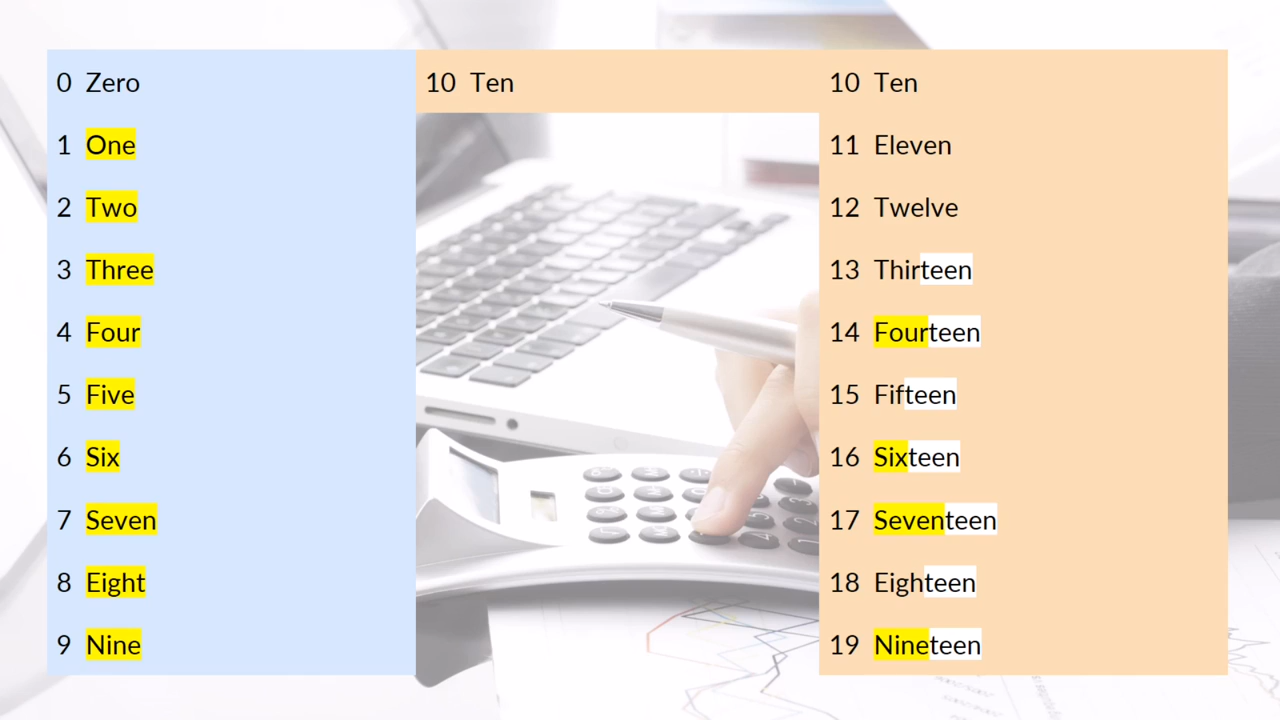 0 Zero
1 One
2 Two
3 Three
4 Four
5 Five
6 Six
7 Seven
8 Eight
9 Nine
10 Ten
10 Ten
11 Eleven
12 Twelve
13 Thirteen
14 Fourteen
15 Fifteen
16 Sixteen
17 Seventeen
18 Eighteen
19 Nineteen